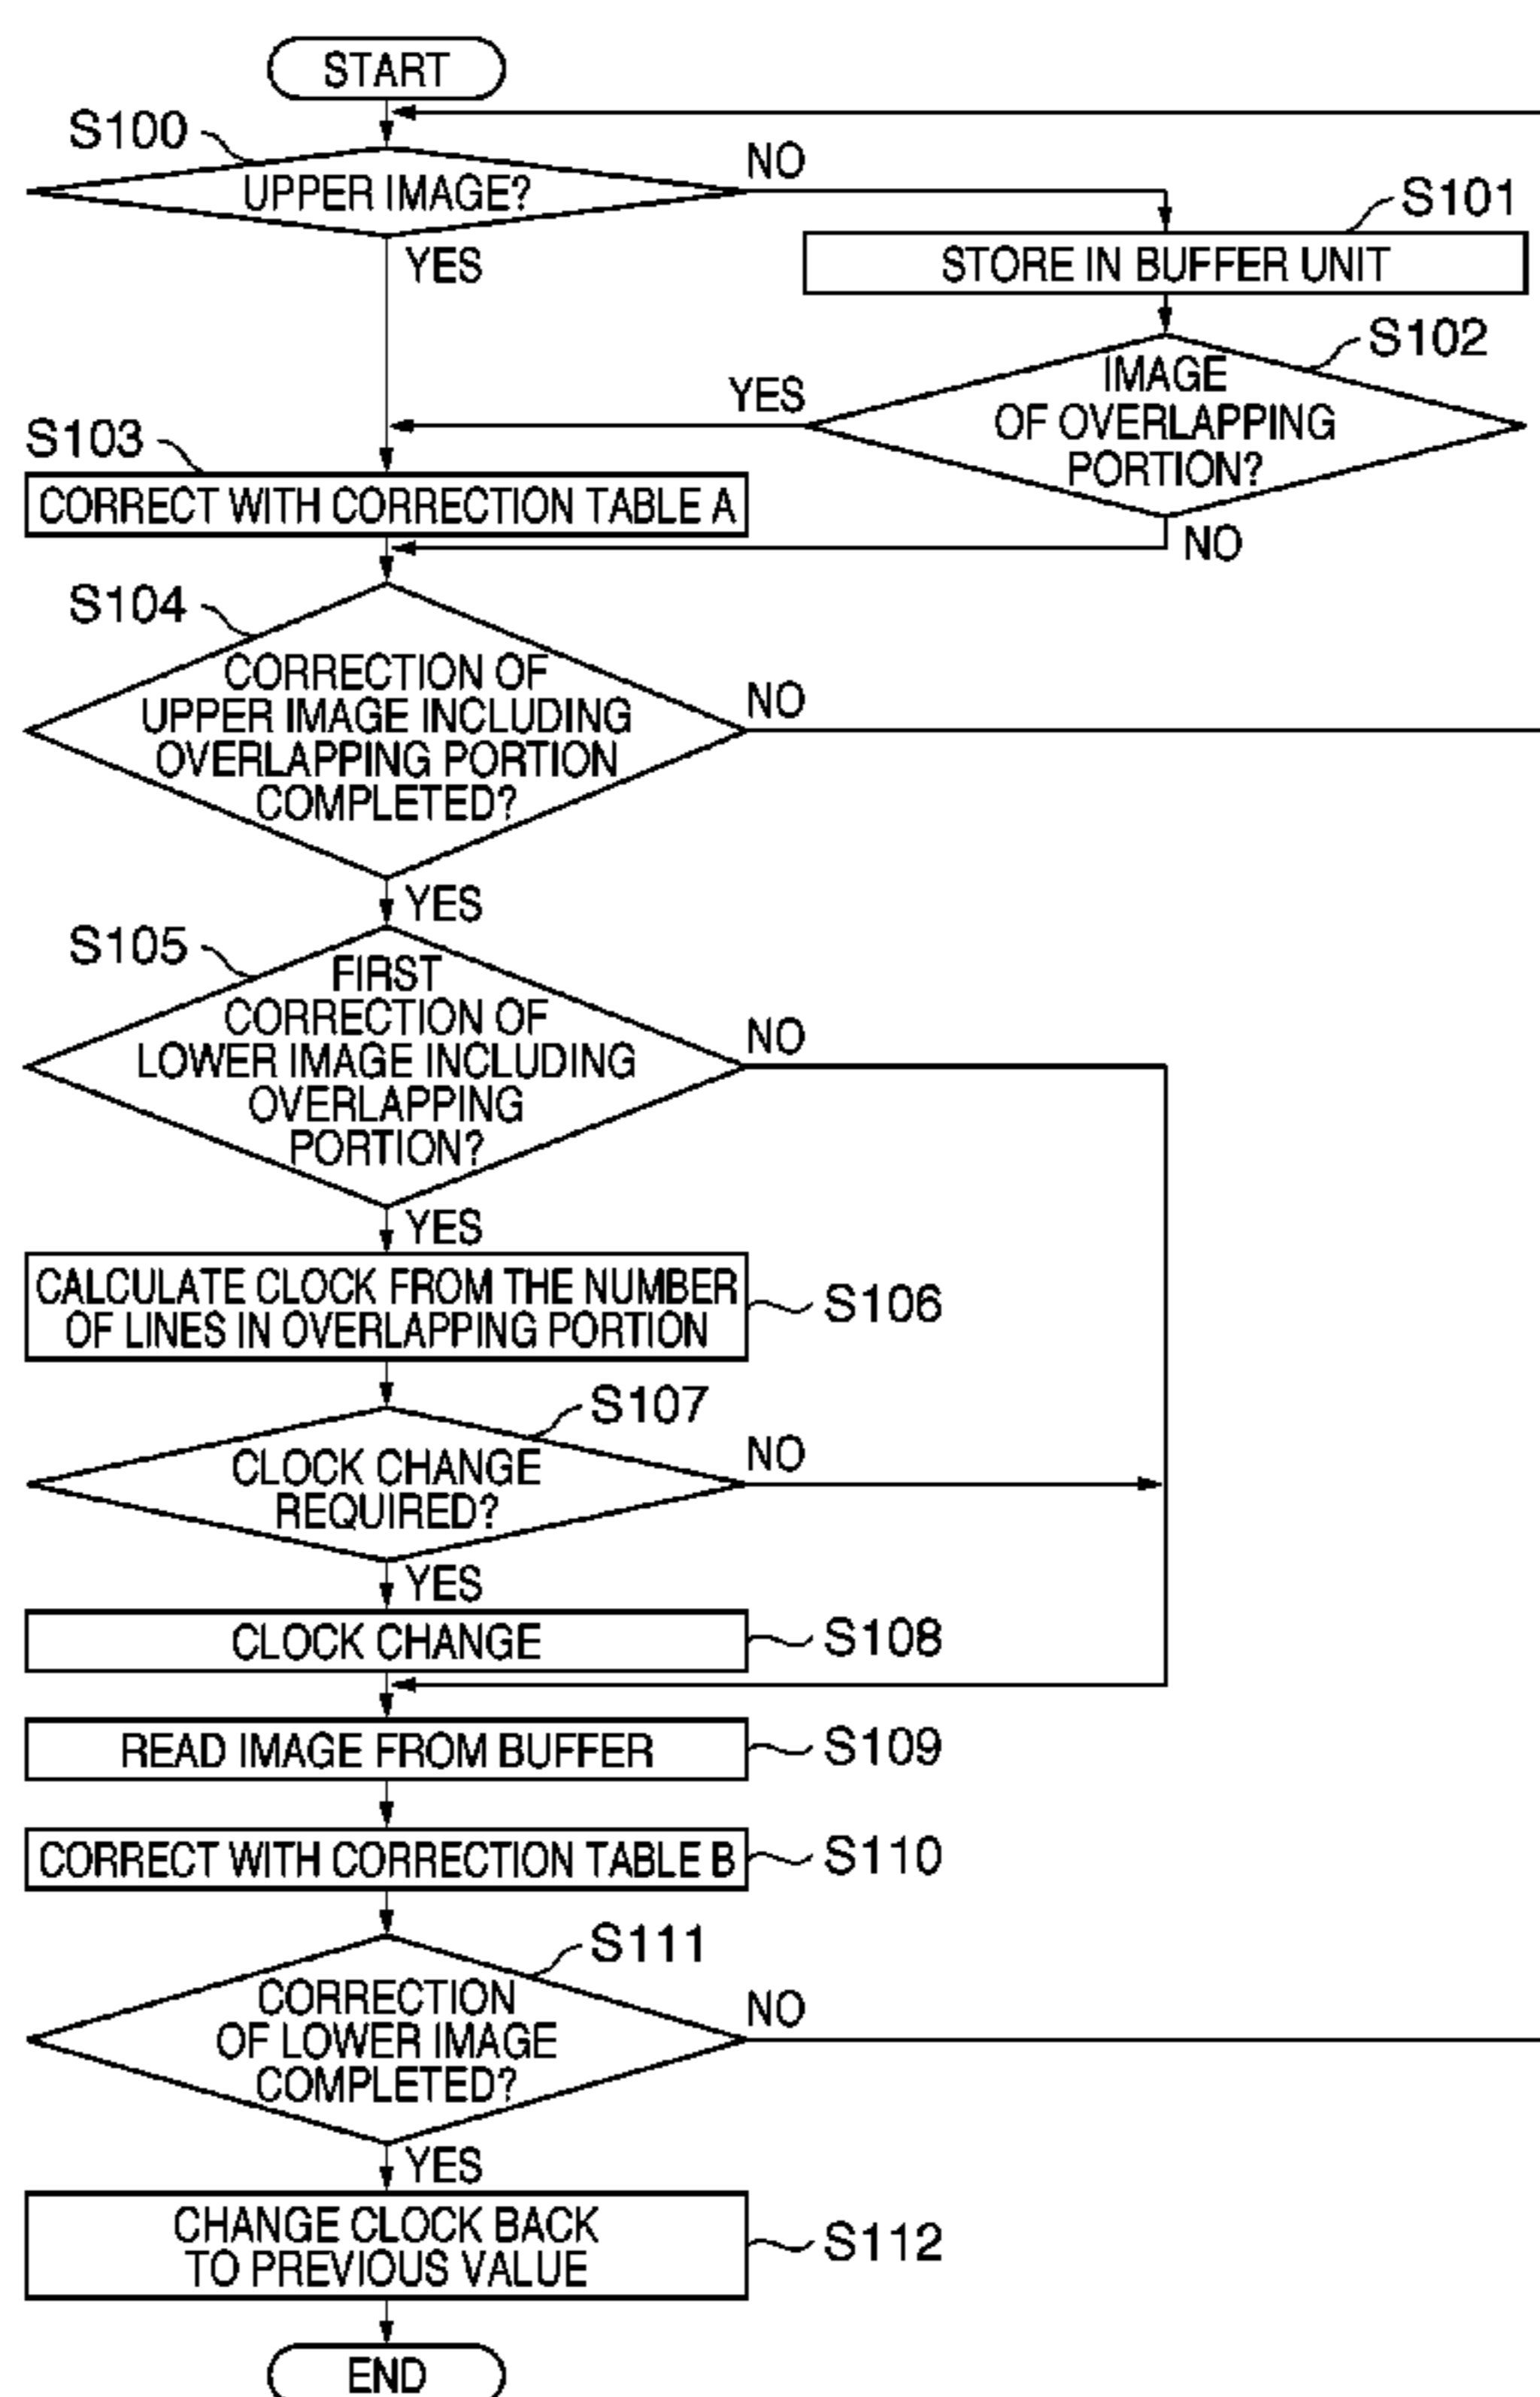 START
S100
UPPER IMAGE?
NO
YES
S101
STORE IN BUFFER UNIT
S102
IMAGE
OF OVERLAPPING
PORTION?
YES
NO
S103
CORRECT WITH CORRECTION TABLE A
S104
CORRECTION OF
UPPER IMAGE INCLUDING
OVERLAPPING PORTION
COMPLETED?
NO
YES
S105
FIRST
CORRECTION OF
LOWER IMAGE INCLUDING
OVERLAPPING
PORTION?
NO
YES
CALCULATE CLOCK FROM THE NUMBER
OF LINES IN OVERLAPPING PORTION
S106
S107
CLOCK CHANGE
REQUIRED?
NO
YES
CLOCK CHANGE
S108
READ IMAGE FROM BUFFER
S109
CORRECT WITH CORRECTION TABLE B
S110
S111
CORRECTION
OF LOWER IMAGE
COMPLETED?
NO
YES
CHANGE CLOCK BACK
TO PREVIOUS VALUE
S112
END